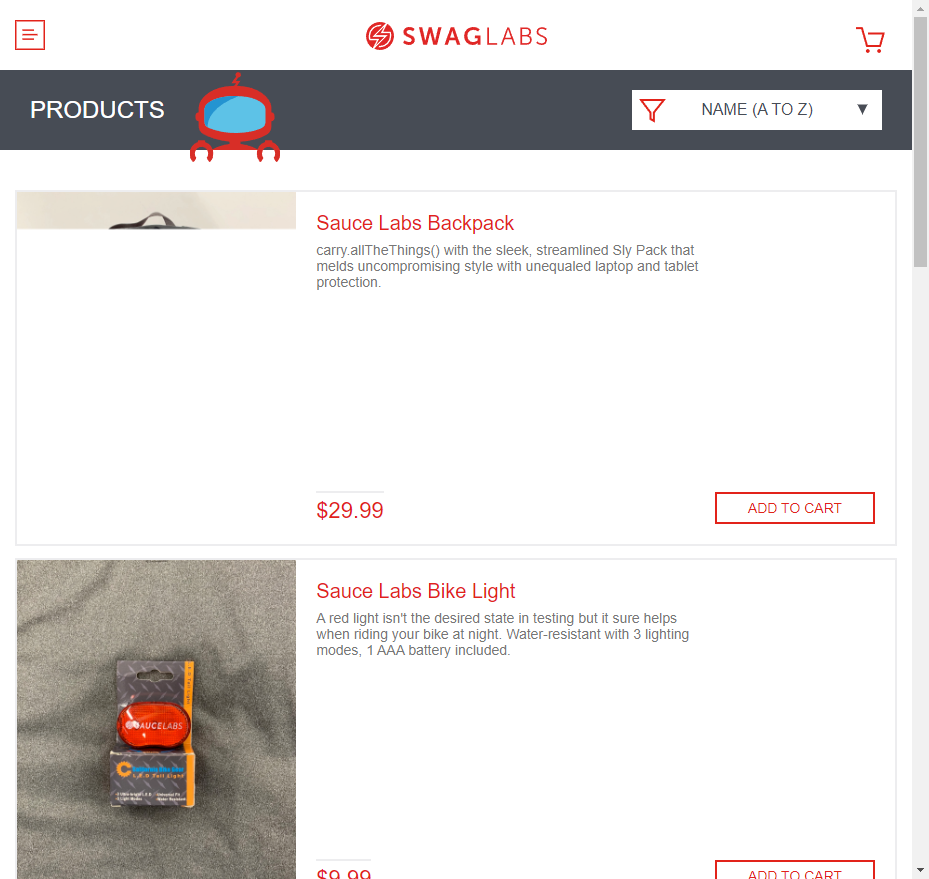 SWAGLABS
PRODUCTS
NAME (A TO Z)
Sauce Labs Backpack
carry.allTheThings() with the sleek, streamlined Sly Pack that
melds uncompromising style with unequaled laptop and tablet
protection.
$29.99
ADD TO CART
Sauce Labs Bike Light
A red light isn't the desired state in testing but it sure helps
when riding your bike at night. Water-resistant with 3 lighting
modes, 1 AAA battery included.
SAUCELABS
L.E.D Tail Light
$9.99
ADD TO CART